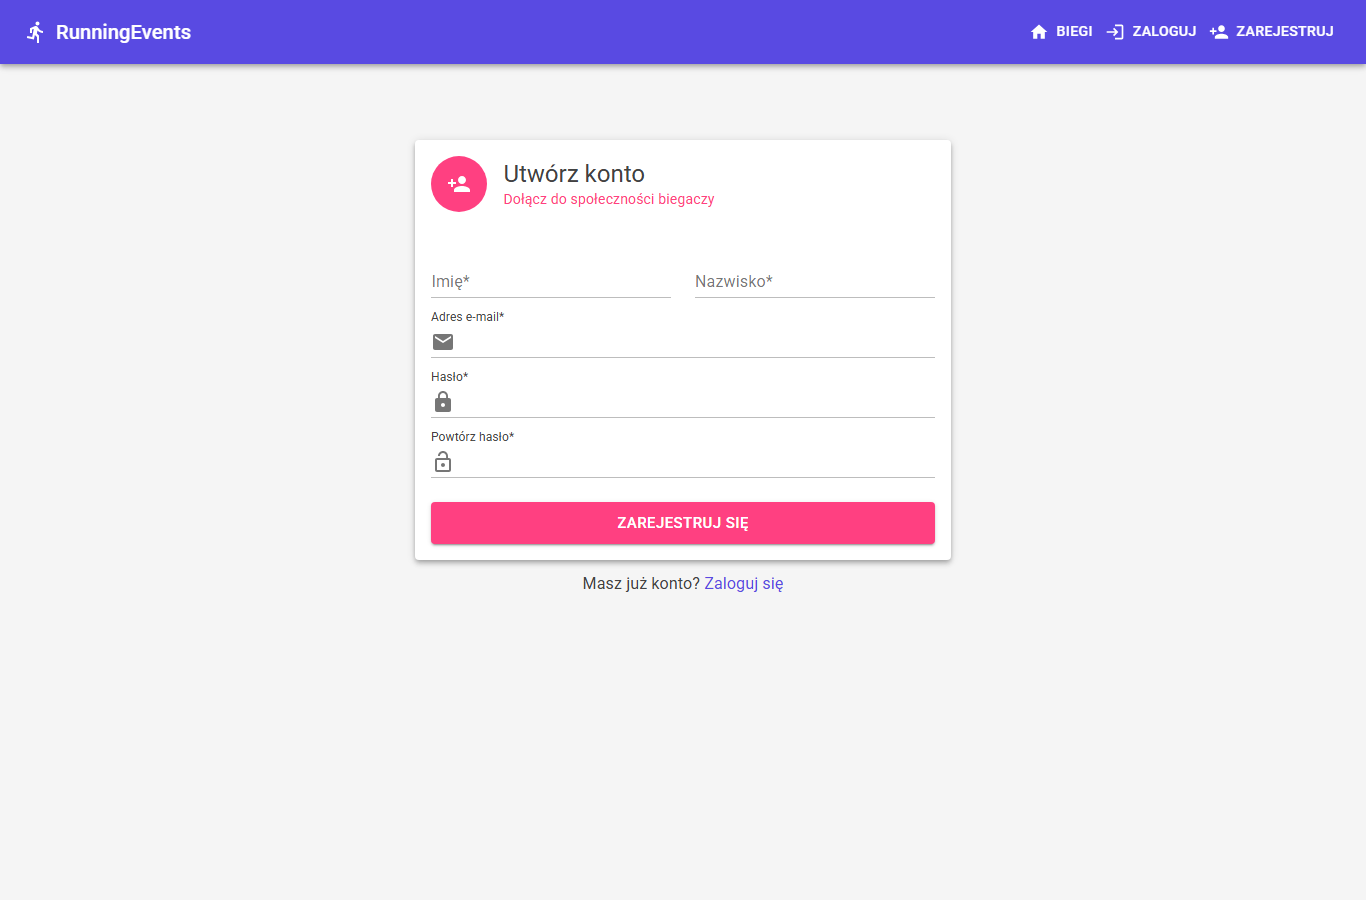 RunningEvents
BIEGI ZALOGUJ ZAREJESTRUJ
Utwórz konto
Dołącz do społeczności biegaczy
Imię* Nazwisko*
Adres e-mail*
Hasło*
Powtórz hasło*
ZAREJESTRUJ SIĘ
Masz już konto? Zaloguj się